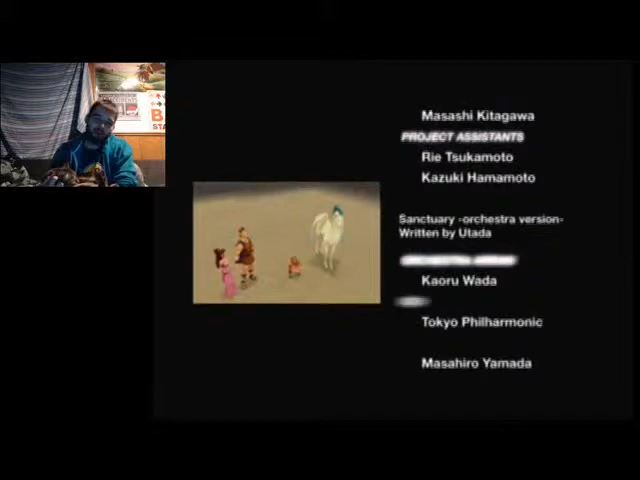 Masashi Kitagawa
PROJECT ASSISTANTS
Rie Tsukamoto
Kazuki Hamamoto
Sanctuary -orchestra version-
Written by Utada
Kaoru Wada
Tokyo Philharmonic
Masahiro Yamada